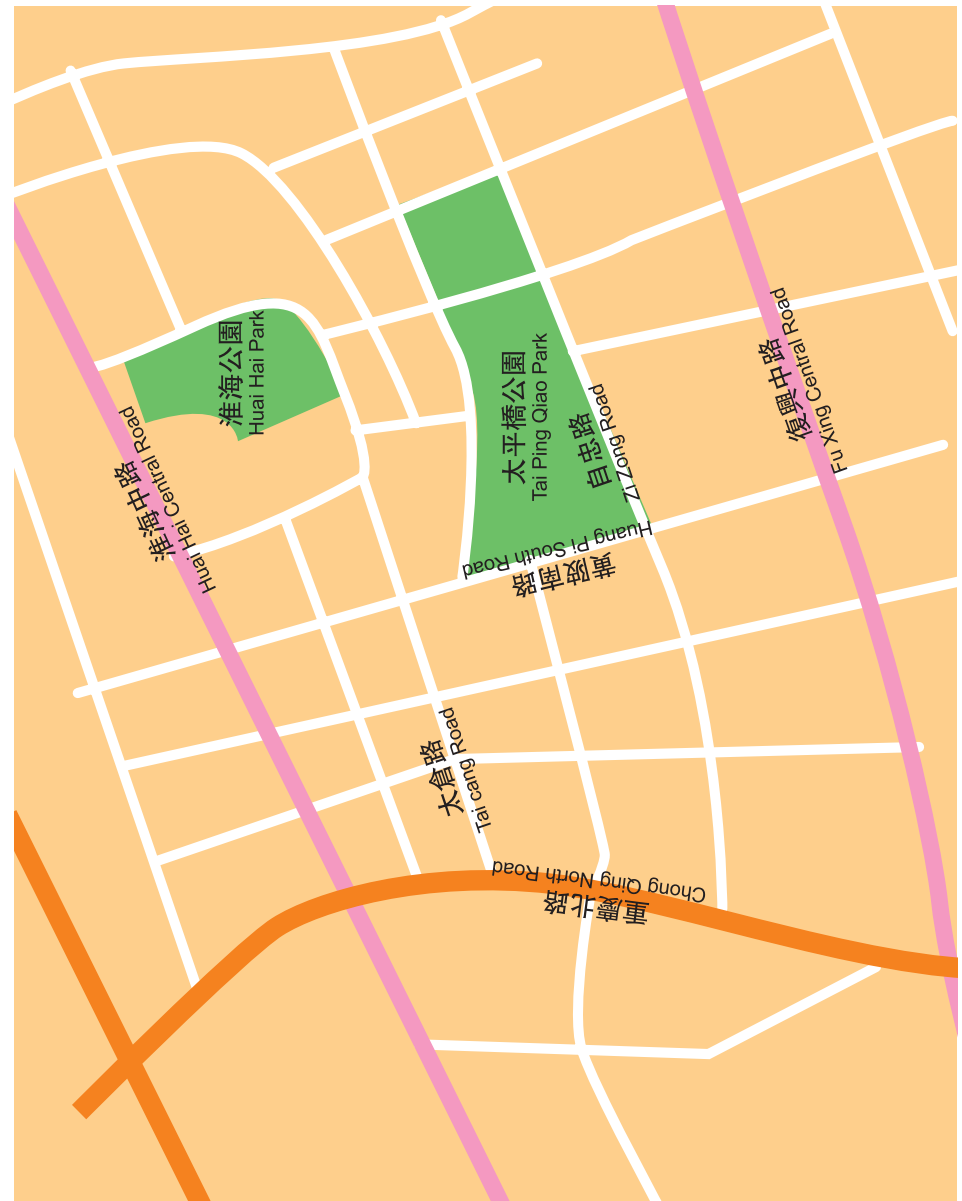 淮海公園
Huai Hai Park
太平橋公園
Tai Ping Qiao Park
自忠路
Zi Zong Road
復興中路
Fu Xing Central Road
淮海中路
Huai Hai Central Road
Huang Pi South Road
黄陂南路
太倉路
Tai cang Road
Chong Qing North Road
重慶北路